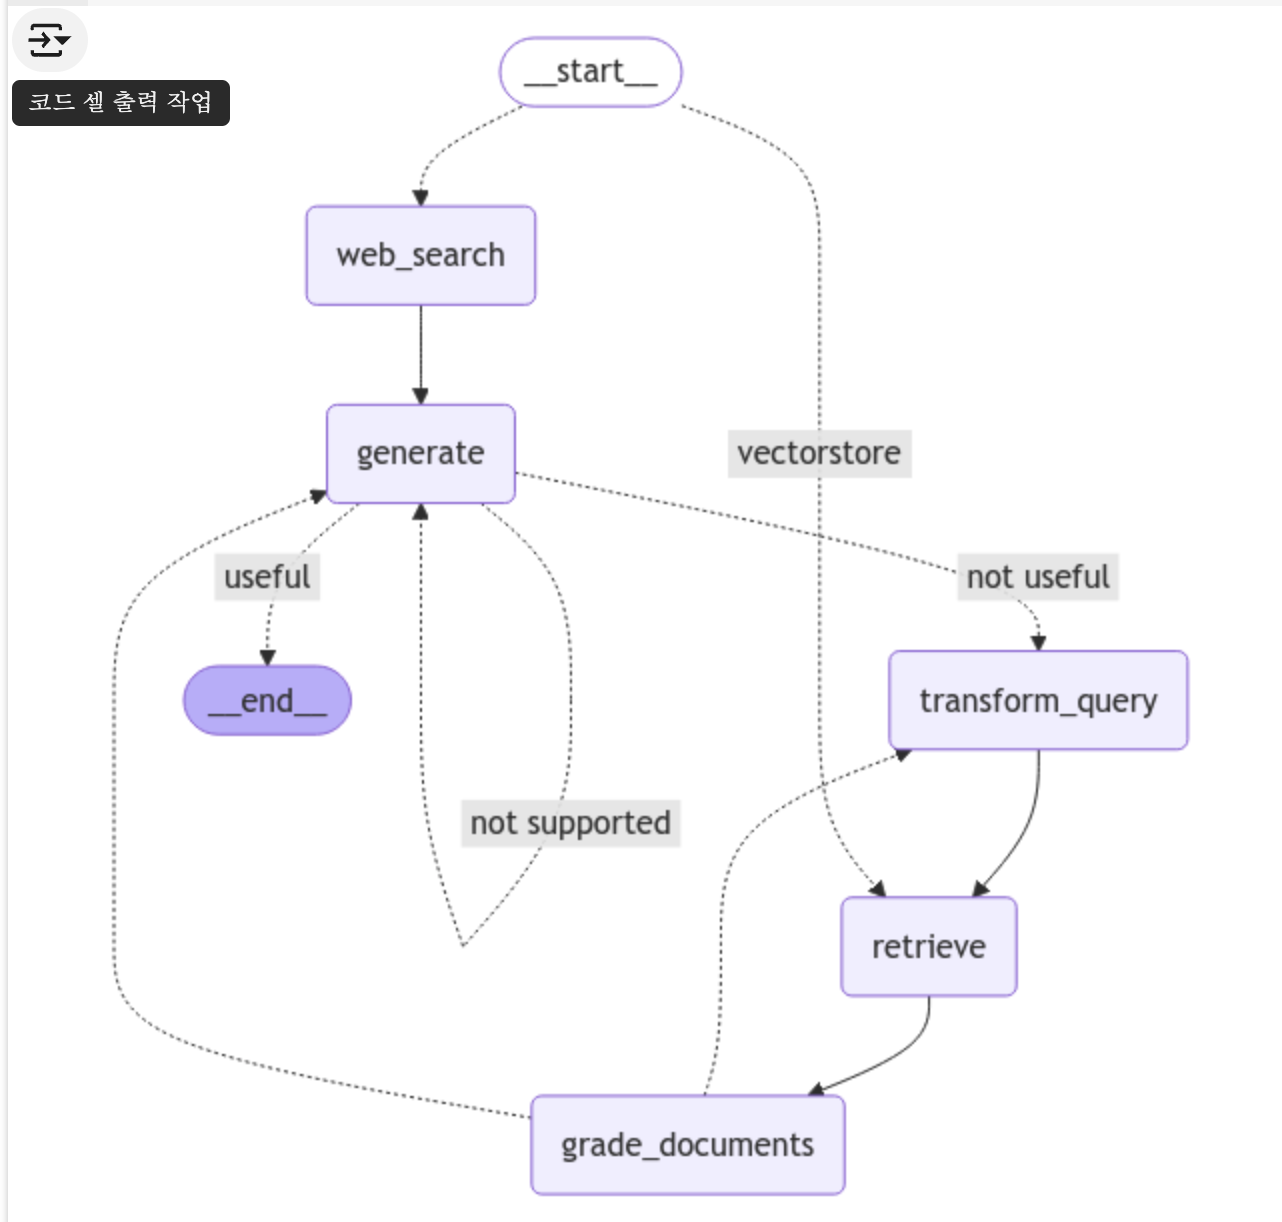 __start__
코드 셀 출력 작업
web_search
generate
vectorstore
useful
not useful
__end__
transform_query
not supported
retrieve
grade_documents